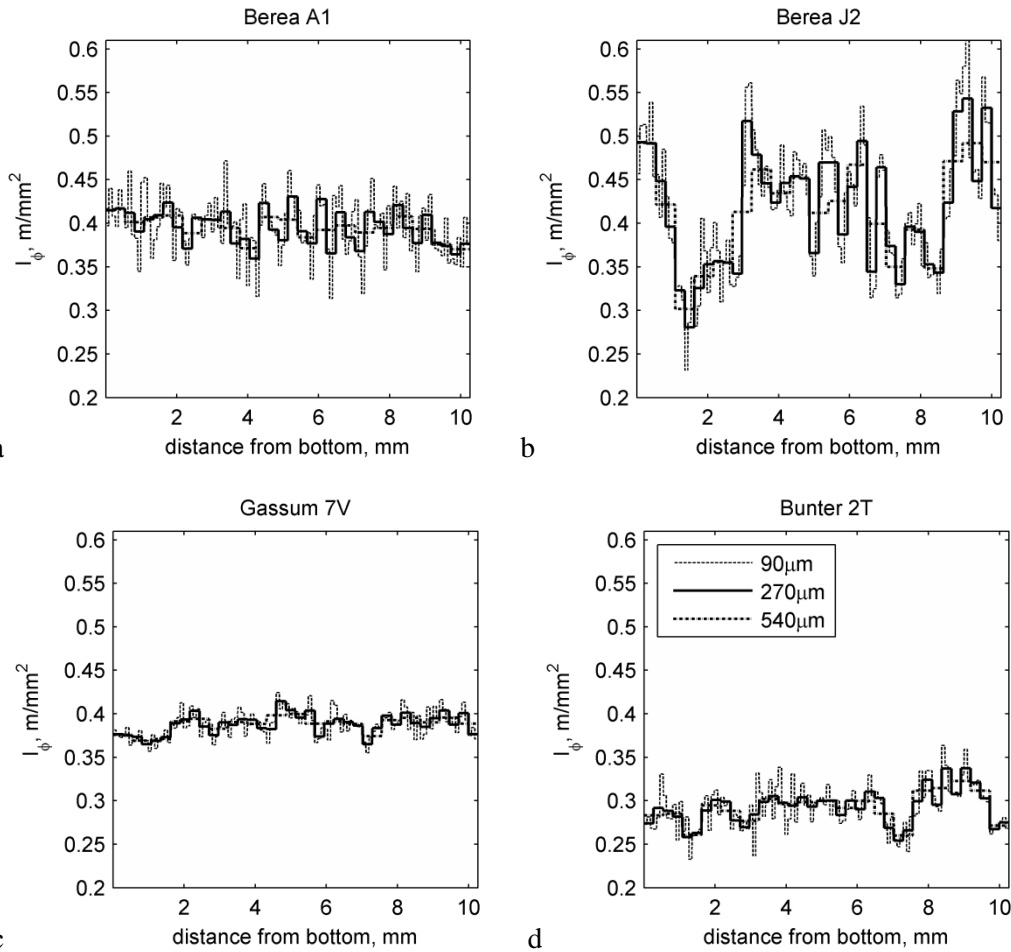 Berea A1
0.6
0.55
0.5
0.45
0.4
0.35
0.3
0.25
0.2
I_ϕ, m/mm²
2 4 6 8 10
distance from bottom, mm
a
Berea J2
0.6
0.55
0.5
0.45
0.4
0.35
0.3
0.25
0.2
I_ϕ, m/mm²
2 4 6 8 10
distance from bottom, mm
b
Gassum 7V
0.6
0.55
0.5
0.45
0.4
0.35
0.3
0.25
0.2
I_ϕ, m/mm²
2 4 6 8 10
distance from bottom, mm
c
Bunter 2T
90μm
270μm
540μm
0.6
0.55
0.5
0.45
0.4
0.35
0.3
0.25
0.2
I_ϕ, m/mm²
2 4 6 8 10
distance from bottom, mm
d